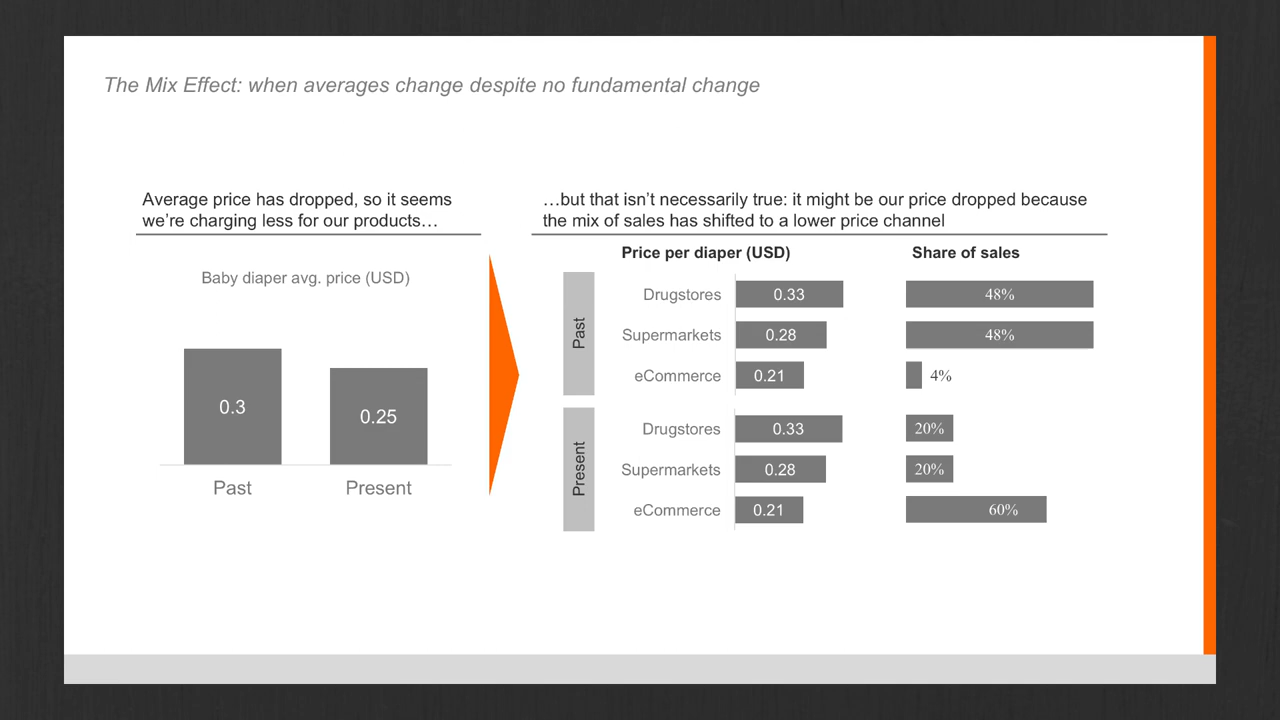 The Mix Effect: when averages change despite no fundamental change
Average price has dropped, so it seems
we're charging less for our products…
Baby diaper avg. price (USD)
0.3
0.25
Past
Present
…but that isn't necessarily true: it might be our price dropped because
the mix of sales has shifted to a lower price channel
Price per diaper (USD)
Share of sales
Past
Drugstores
0.33
48%
Supermarkets
0.28
48%
eCommerce
0.21
4%
Present
Drugstores
0.33
20%
Supermarkets
0.28
20%
eCommerce
0.21
60%